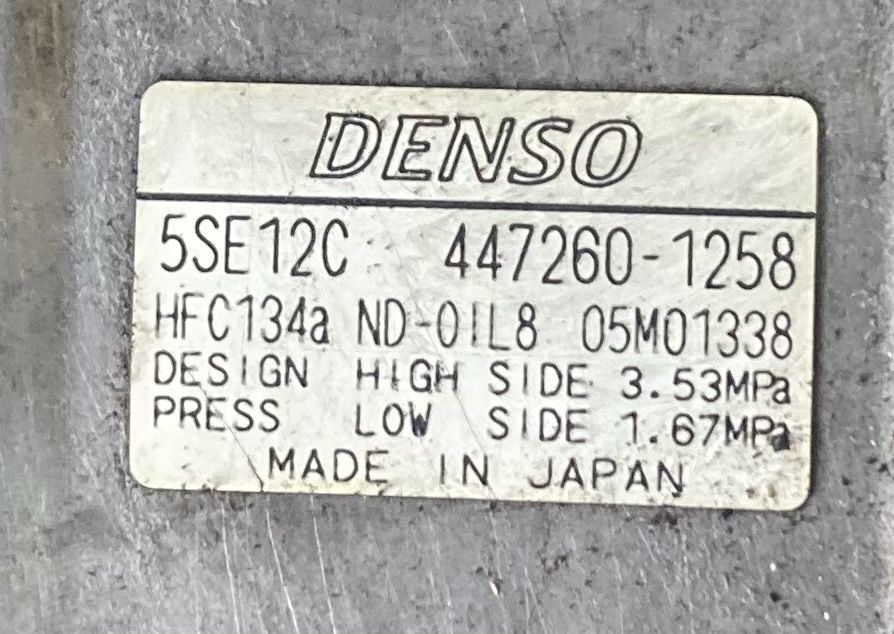 DENSO
5SE12C 447260-1258
HFC134a ND-OIL8 05M01338
DESIGN HIGH SIDE 3.53MPa
PRESS LOW SIDE 1.67MPa
MADE IN JAPAN